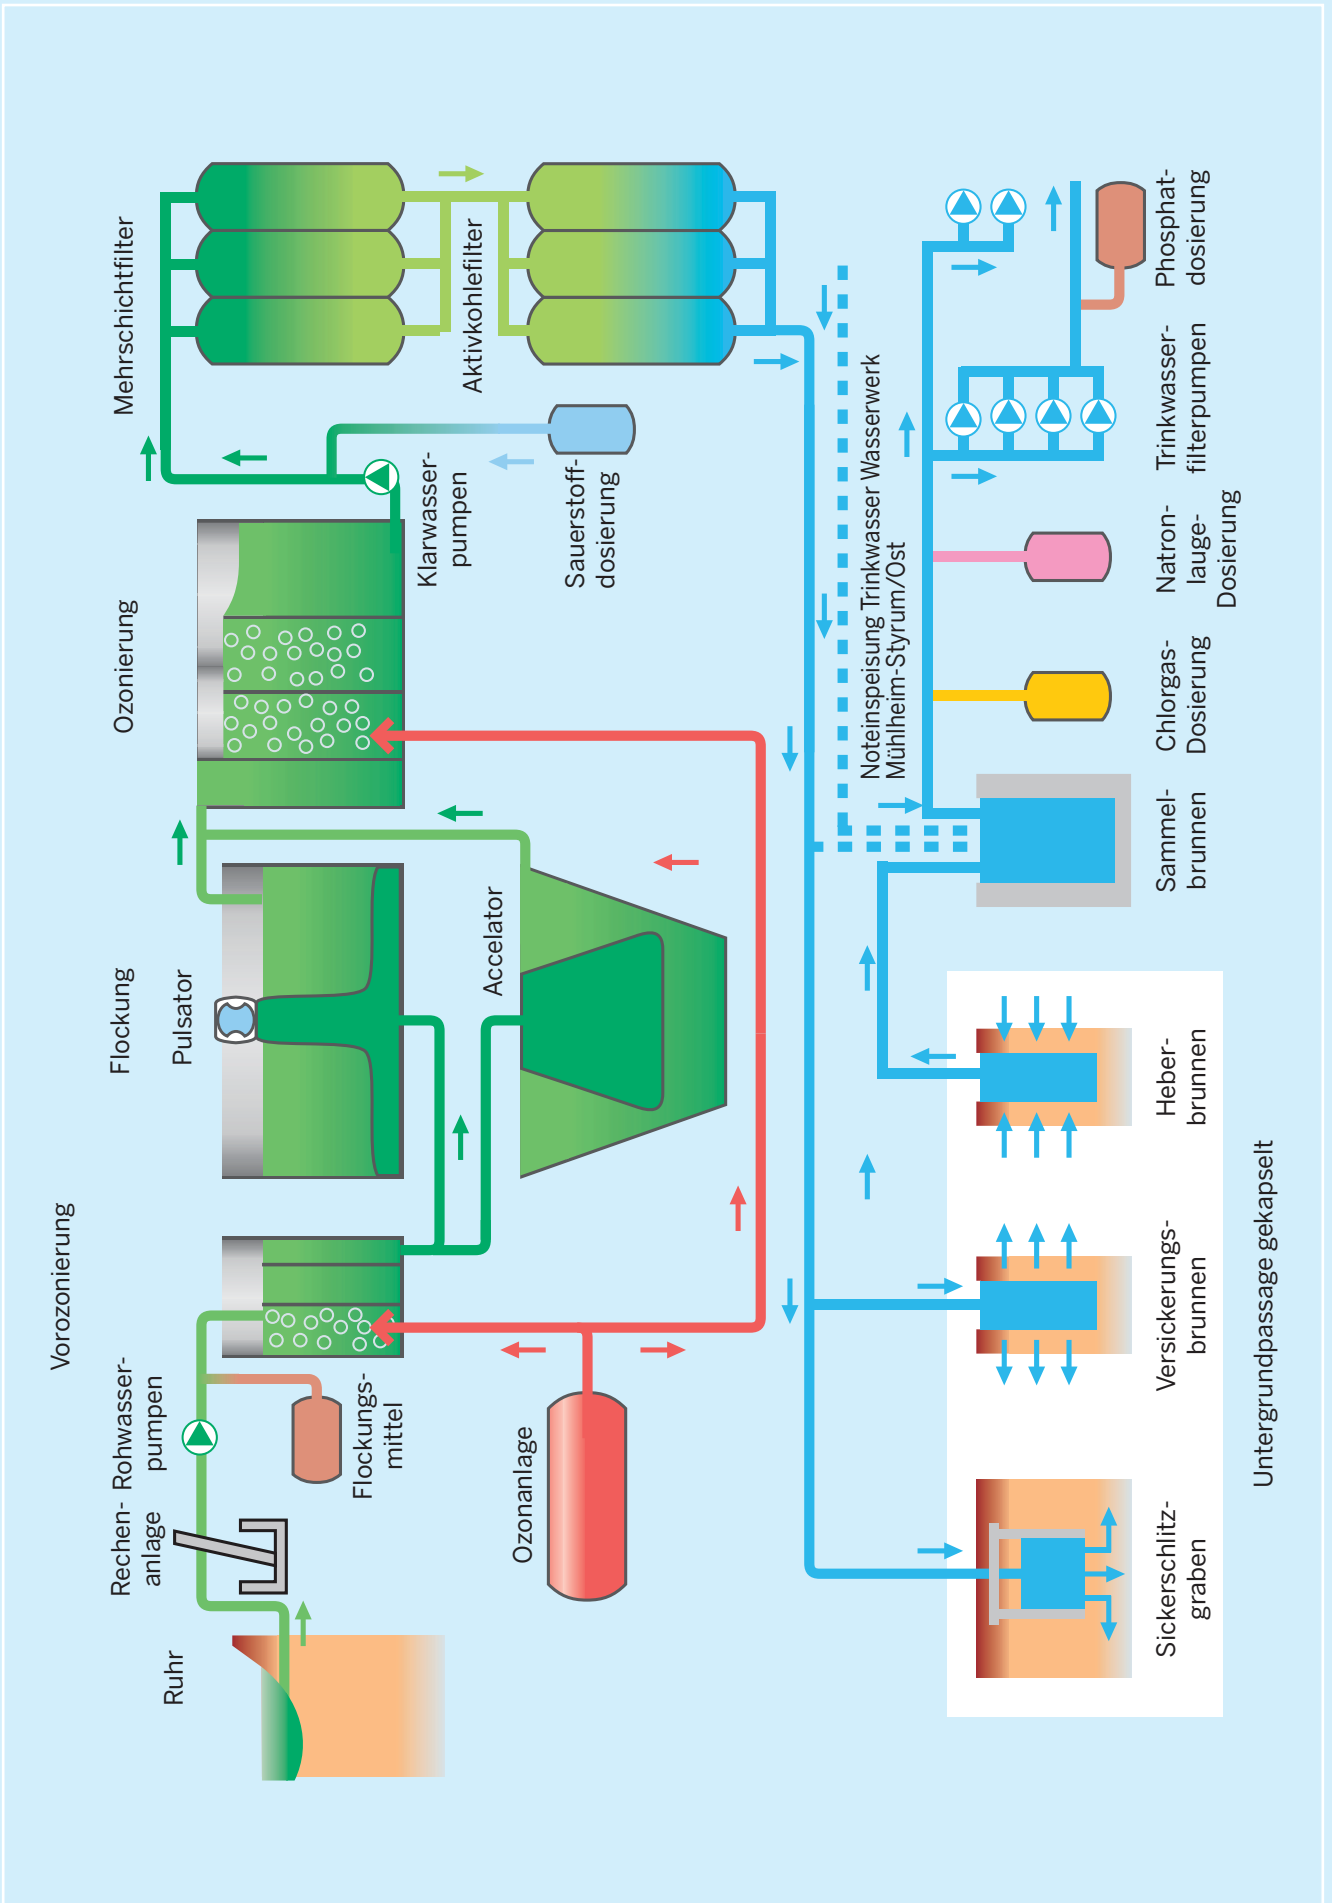 Vorozonierung
Ruhr
Rechen-
anlage
Rohwasser-
pumpen
Flockungs-
mittel
Flockung
Pulsator
Accelator
Ozonierung
Ozonanlage
Klarwasser-
pumpen
Sauerstoff-
dosierung
Mehrschichtfilter
Aktivkohlefilter
Noteinspeisung Trinkwasser Wasserwerk
Mühlheim-Styrum/Ost
Sickerschlitz-
graben
Versickerungs-
brunnen
Heber-
brunnen
Sammel-
brunnen
Chlorgas-
Dosierung
Natron-
lauge-
Dosierung
Trinkwasser-
filterpumpen
Phosphat-
dosierung
Untergrundpassage gekapselt